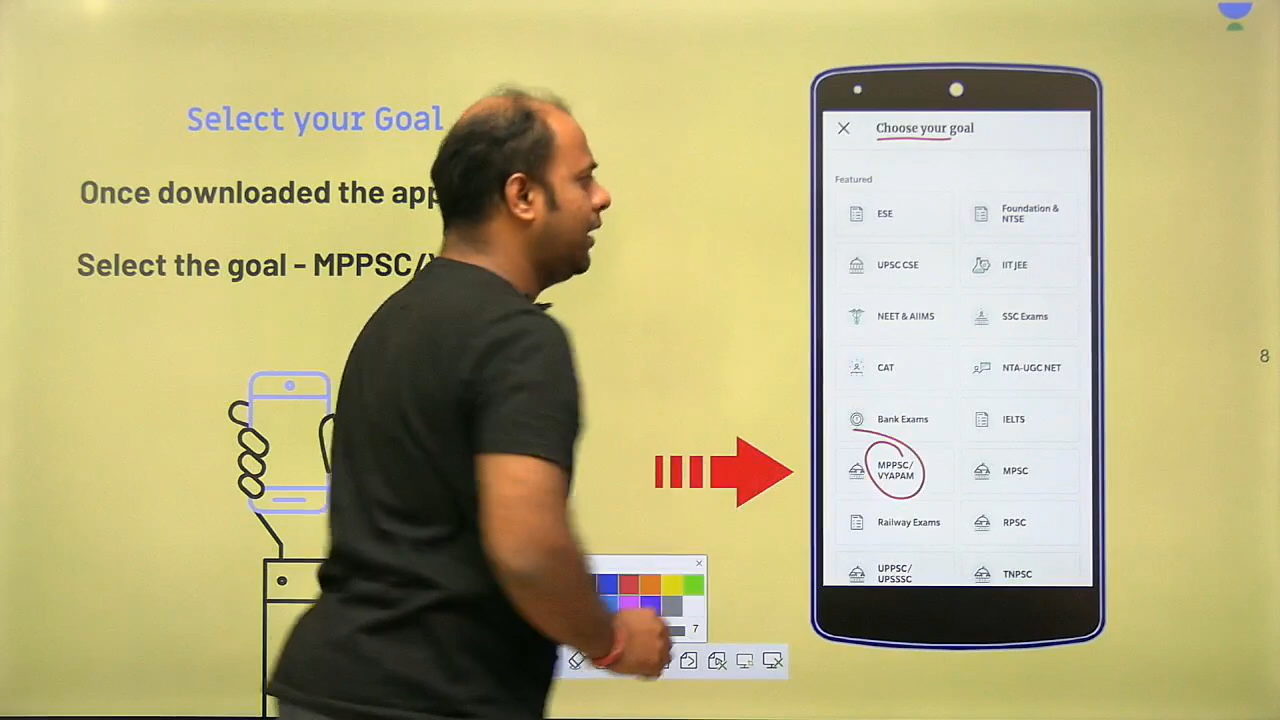 Select your Goal
Once downloaded the app
Select the goal - MPPSC/
Choose your goal
Featured
ESE
Foundation &
NTSE
UPSC CSE
IIT JEE
NEET & AIIMS
SSC Exams
CAT
NTA-UGC NET
Bank Exams
IELTS
MPPSC/
VYAPAM
MPSC
Railway Exams
RPSC
UPPSC/
UPSSSC
TNPSC
8
7